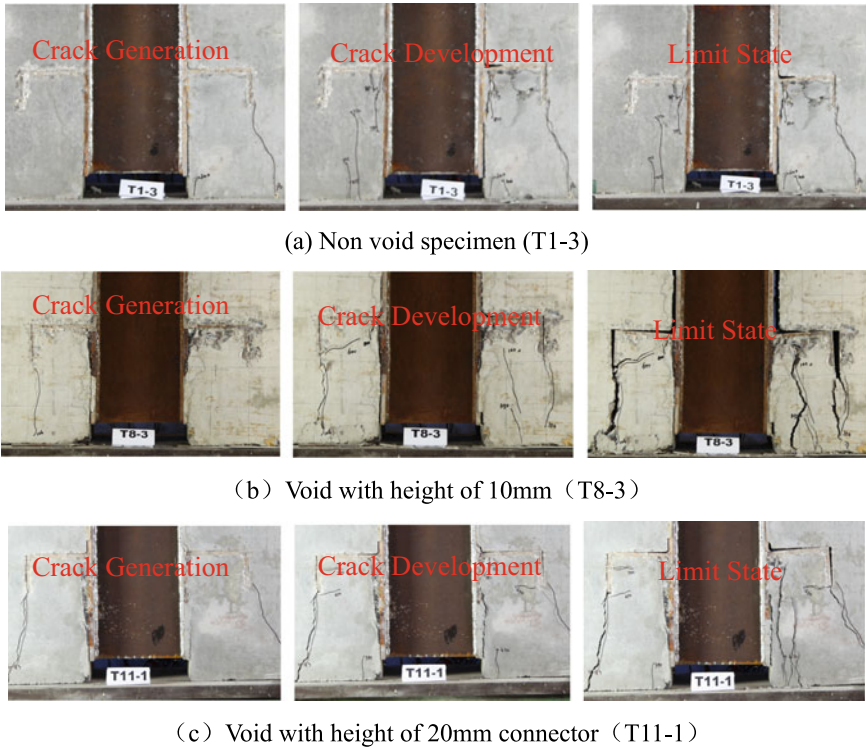 Crack Generation
Crack Development
Limit State
T1-3
T1-3
T1-3
(a) Non void specimen (T1-3)
Crack Generation
Crack Development
Limit State
T8-3
T8-3
T8-3
（b）Void with height of 10mm（T8-3）
Crack Generation
Crack Development
Limit State
T11-1
T11-1
T11-1
（c）Void with height of 20mm connector（T11-1）